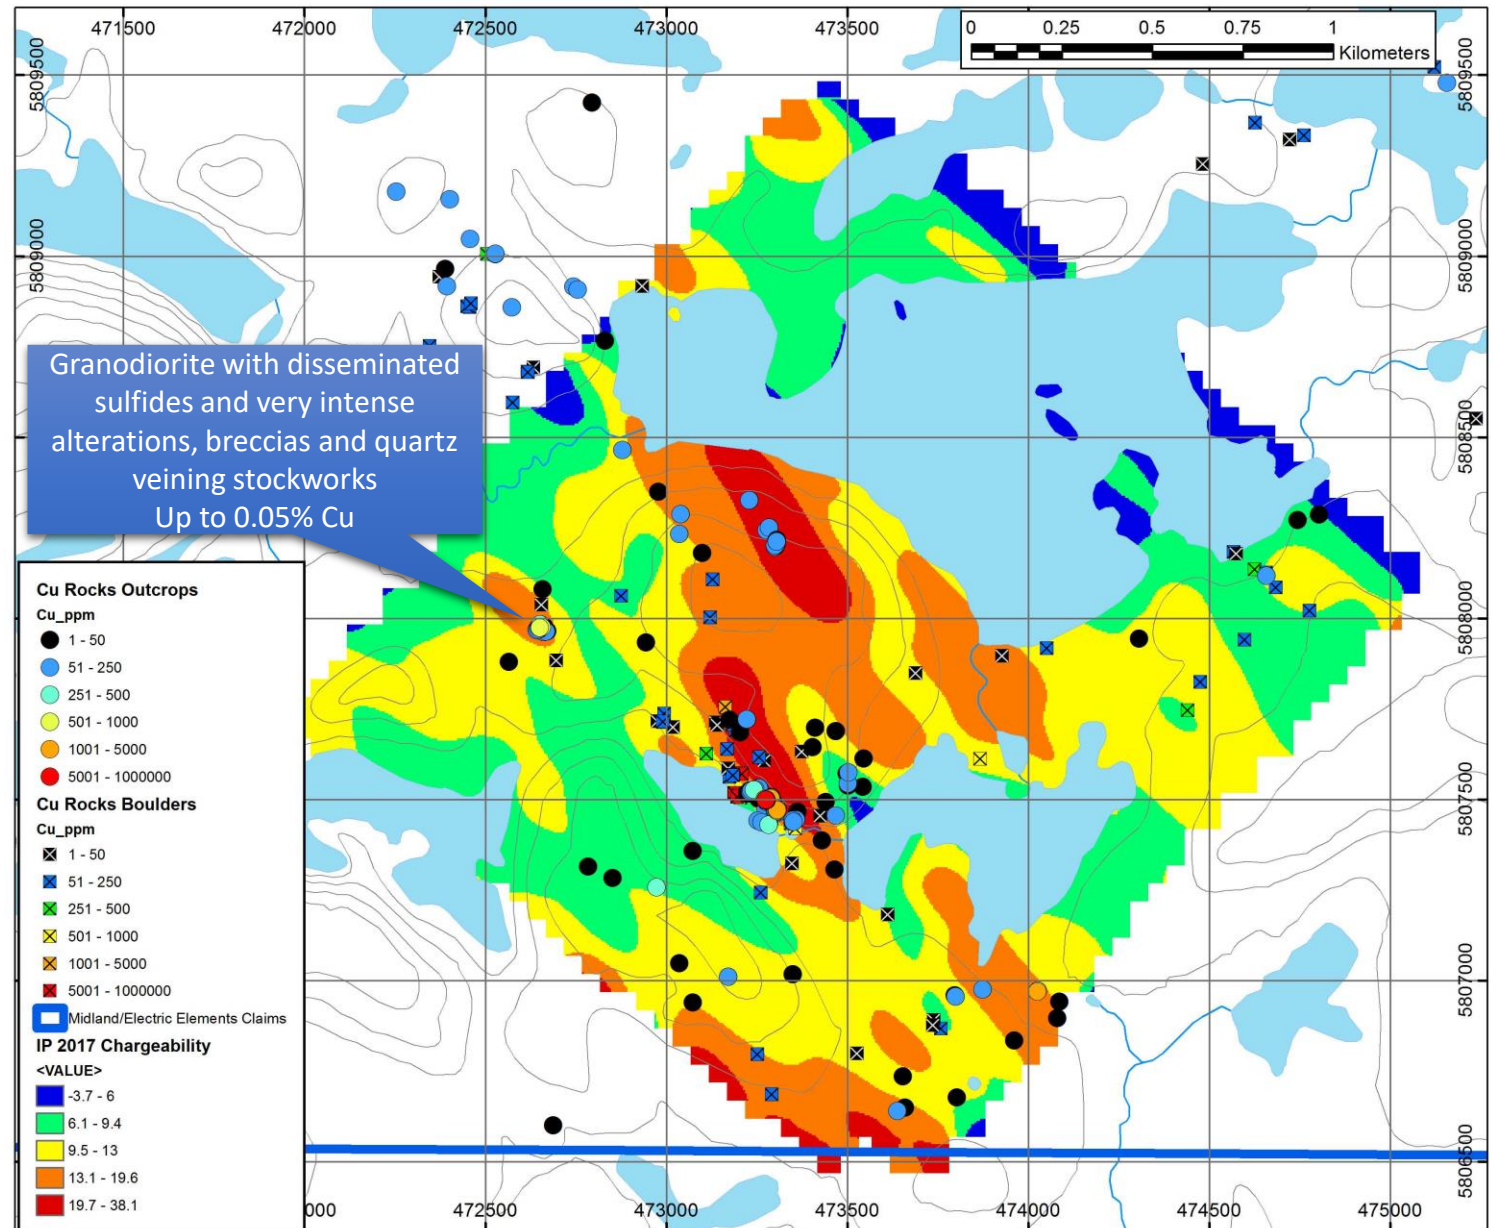 471500 472000 472500 473000 473500
0 0.25 0.5 0.75 1
Kilometers
5809500 5809500
5809000 5809000
5808500
5808000
5807500
5807000
5806500
Granodiorite with disseminated
sulfides and very intense
alterations, breccias and quartz
veining stockworks
Up to 0.05% Cu
Cu Rocks Outcrops
Cu_ppm
1 - 50
51 - 250
251 - 500
501 - 1000
1001 - 5000
5001 - 1000000
Cu Rocks Boulders
Cu_ppm
1 - 50
51 - 250
251 - 500
501 - 1000
1001 - 5000
5001 - 1000000
Midland/Electric Elements Claims
IP 2017 Chargeability
<VALUE>
-3.7 - 6
6.1 - 9.4
9.5 - 13
13.1 - 19.6
19.7 - 38.1
000 472500 473000 473500 474000 474500 475000